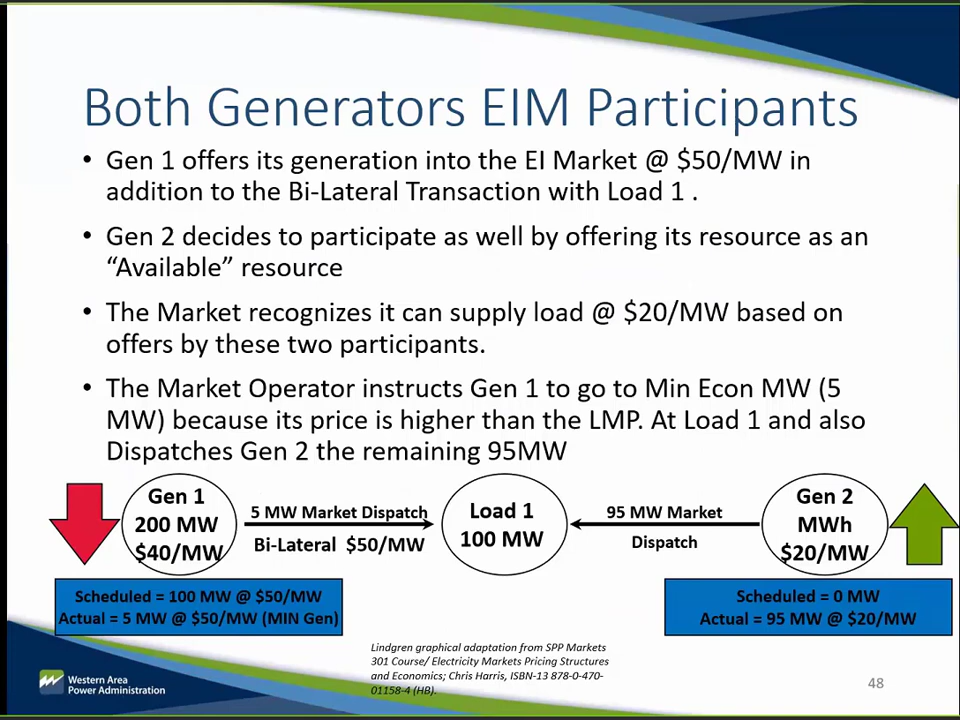 Both Generators EIM Participants
• Gen 1 offers its generation into the EI Market @ $50/MW in
addition to the Bi-Lateral Transaction with Load 1 .
• Gen 2 decides to participate as well by offering its resource as an
“Available” resource
• The Market recognizes it can supply load @ $20/MW based on
offers by these two participants.
• The Market Operator instructs Gen 1 to go to Min Econ MW (5
MW) because its price is higher than the LMP. At Load 1 and also
Dispatches Gen 2 the remaining 95MW
Gen 1
200 MW
$40/MW
5 MW Market Dispatch
Bi-Lateral $50/MW
Load 1
100 MW
95 MW Market
Dispatch
Gen 2
MWh
$20/MW
Scheduled = 100 MW @ $50/MW
Actual = 5 MW @ $50/MW (MIN Gen)
Scheduled = 0 MW
Actual = 95 MW @ $20/MW
Lindgren graphical adaptation from SPP Markets
301 Course/ Electricity Markets Pricing Structures
and Economics; Chris Harris, ISBN-13 878-0-470-
01158-4 (HB).
Western Area
Power Administration
48